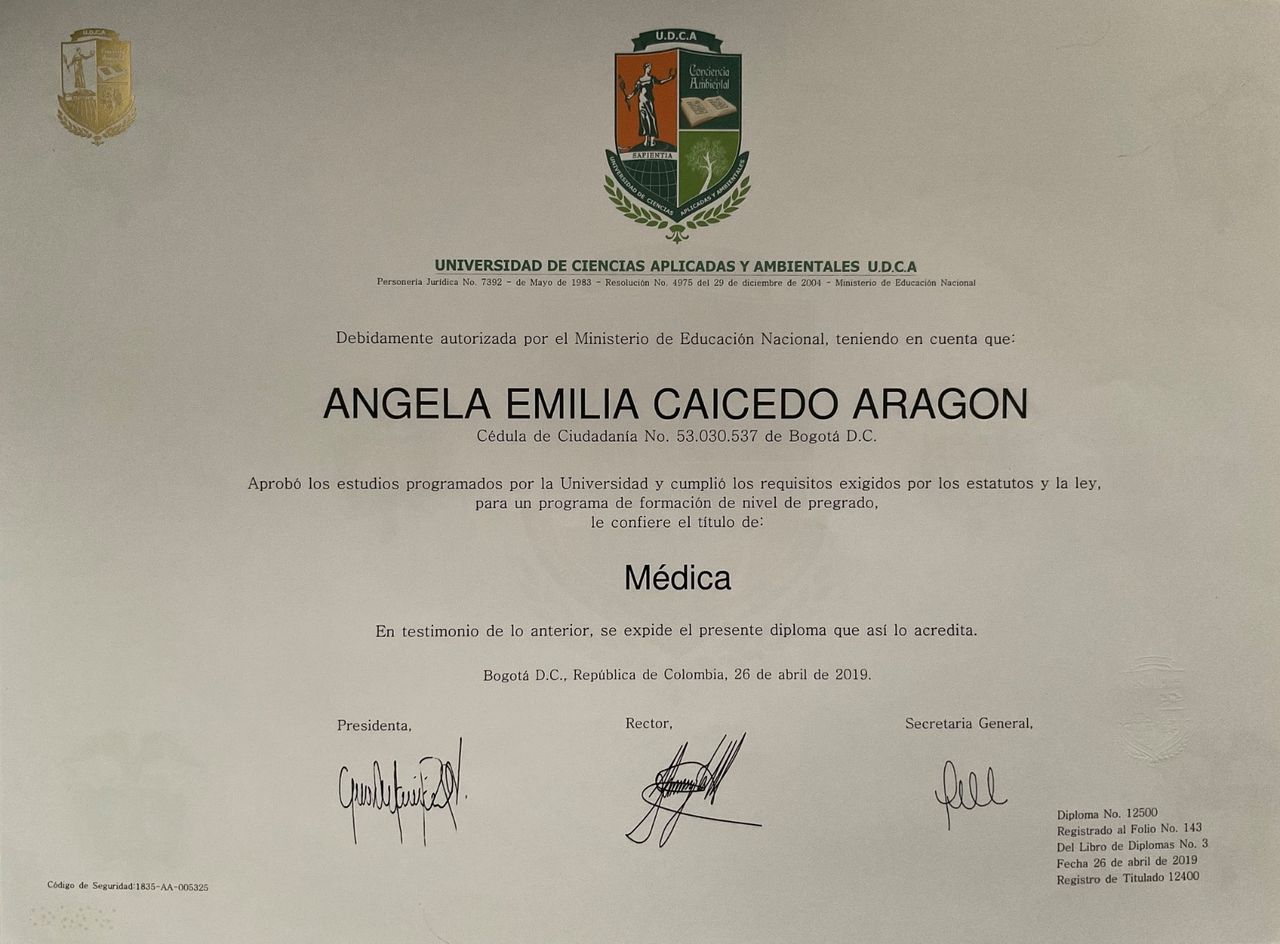 U.D.C.A
Conciencia
Ambiental
SAPIENTIA
UNIVERSIDAD DE CIENCIAS APLICADAS Y AMBIENTALES
UNIVERSIDAD DE CIENCIAS APLICADAS Y AMBIENTALES U.D.C.A
Personería Jurídica No. 7392 - de Mayo de 1983 - Resolución No. 4975 del 29 de diciembre de 2004 - Ministerio de Educación Nacional
Debidamente autorizada por el Ministerio de Educación Nacional, teniendo en cuenta que:
ANGELA EMILIA CAICEDO ARAGON
Cédula de Ciudadanía No. 53.030.537 de Bogotá D.C.
Aprobó los estudios programados por la Universidad y cumplió los requisitos exigidos por los estatutos y la ley,
para un programa de formación de nivel de pregrado,
le confiere el título de:
Médica
En testimonio de lo anterior, se expide el presente diploma que así lo acredita.
Bogotá D.C., República de Colombia, 26 de abril de 2019.
Presidenta,
Rector,
Secretaria General,
Diploma No. 12500
Registrado al Folio No. 143
Del Libro de Diplomas No. 3
Fecha 26 de abril de 2019
Registro de Titulado 12400
Código de Seguridad:1835-AA-005325